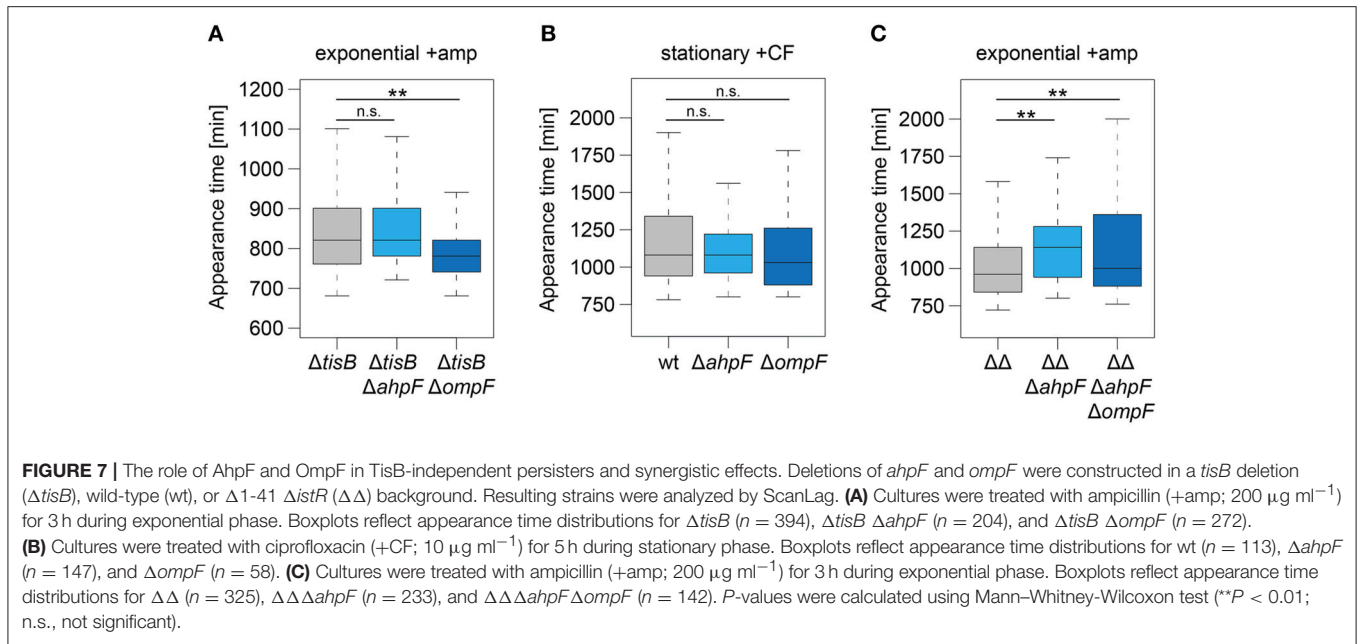 A
exponential +amp
Appearance time [min]
1200
1100
1000
900
800
700
600
**
n.s.
ΔtisB
ΔtisB ΔahpF
ΔtisB ΔompF
B
stationary +CF
Appearance time [min]
2000
1750
1500
1250
1000
750
n.s.
n.s.
wt
ΔahpF
ΔompF
C
exponential +amp
Appearance time [min]
2000
1750
1500
1250
1000
750
**
**
ΔΔ
ΔΔ ΔahpF
ΔΔ ΔahpF ΔompF
FIGURE 7 | The role of AhpF and OmpF in TisB-independent persisters and synergistic effects. Deletions of ahpF and ompF were constructed in a tisB deletion
(ΔtisB), wild-type (wt), or Δ1-41 ΔistR (ΔΔ) background. Resulting strains were analyzed by ScanLag. (A) Cultures were treated with ampicillin (+amp; 200 μg ml⁻¹)
for 3 h during exponential phase. Boxplots reflect appearance time distributions for ΔtisB (n = 394), ΔtisB ΔahpF (n = 204), and ΔtisB ΔompF (n = 272).
(B) Cultures were treated with ciprofloxacin (+CF; 10 μg ml⁻¹) for 5 h during stationary phase. Boxplots reflect appearance time distributions for wt (n = 113), ΔahpF
(n = 147), and ΔompF (n = 58). (C) Cultures were treated with ampicillin (+amp; 200 μg ml⁻¹) for 3 h during exponential phase. Boxplots reflect appearance time
distributions for ΔΔ (n = 325), ΔΔΔahpF (n = 233), and ΔΔΔahpFΔompF (n = 142). P-values were calculated using Mann–Whitney-Wilcoxon test (**P < 0.01;
n.s., not significant).